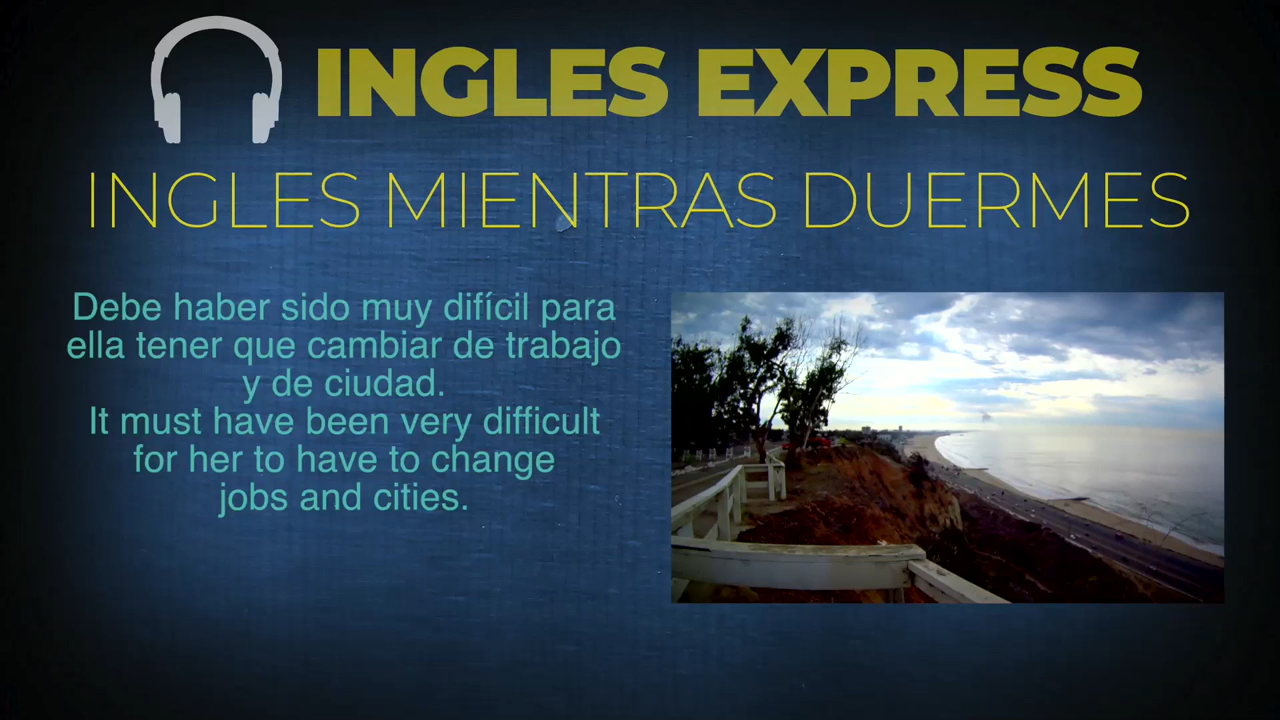 INGLES EXPRESS
INGLES MIENTRAS DUERMES
Debe haber sido muy difícil para
ella tener que cambiar de trabajo
y de ciudad.
It must have been very difficult
for her to have to change
jobs and cities.